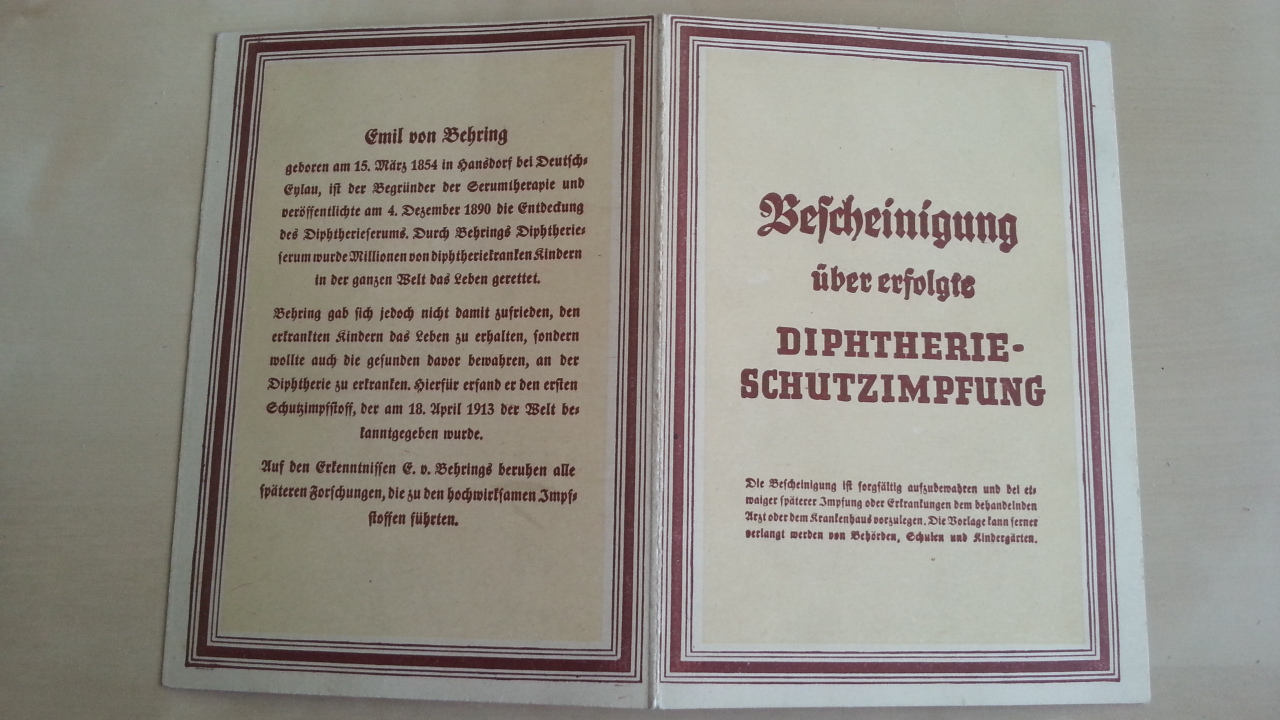 Emil von Behring
geboren am 15. März 1854 in Hansdorf bei Deutsch-
Eylau, ist der Begründer der Serumtherapie und
veröffentlichte am 4. Dezember 1890 die Entdeckung
des Diphtherieserums. Durch Behrings Diphtherie-
serum wurde Millionen von diphtheriekranken Kindern
in der ganzen Welt das Leben gerettet.
Behring gab sich jedoch nicht damit zufrieden, den
erkrankten Kindern das Leben zu erhalten, sondern
wollte auch die gesunden davor bewahren, an der
Diphtherie zu erkranken. Hierfür erfand er den ersten
Schutzimpfstoff, der am 18. April 1913 der Welt be-
kanntgegeben wurde.
Auf den Erkenntnissen E. v. Behrings beruhen alle
späteren Forschungen, die zu den hochwirksamen Impf-
stoffen führten.
Bescheinigung
über erfolgte
DIPHTHERIE-
SCHUTZIMPFUNG
Die Bescheinigung ist sorgfältig aufzubewahren und bei et-
waiger späterer Impfung oder Erkrankungen dem behandelnden
Arzt oder dem Krankenhaus vorzulegen. Die Vorlage kann ferner
verlangt werden von Behörden, Schulen und Kindergärten.